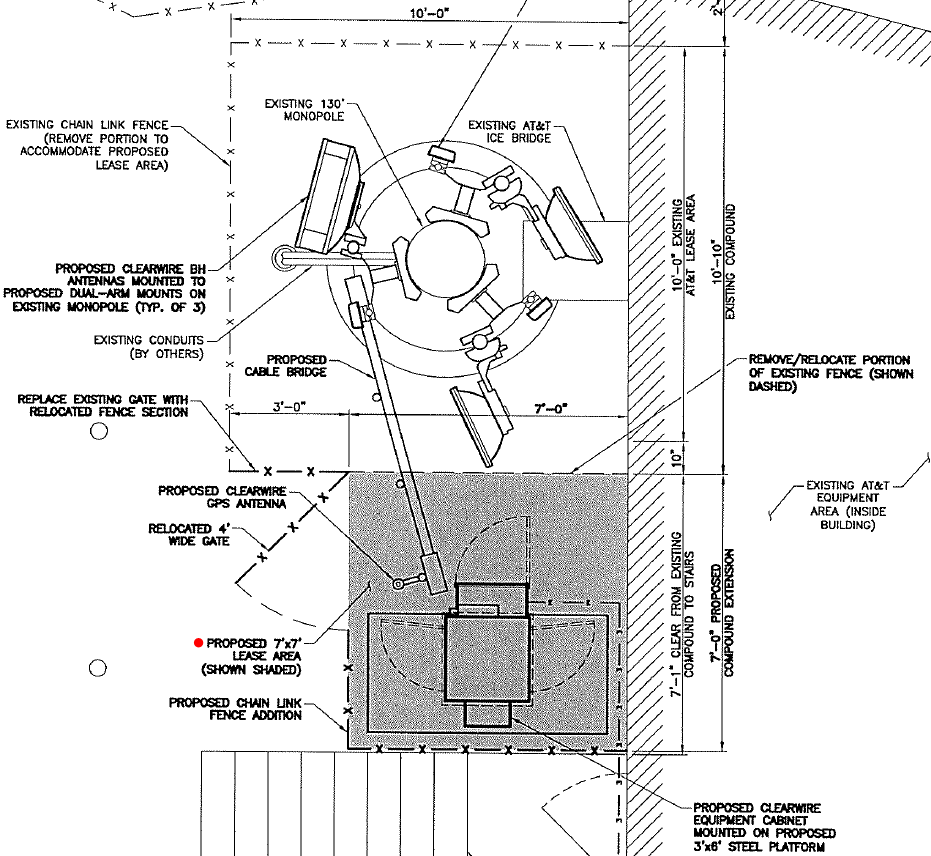 10'-0"
2'-
EXISTING 130'
MONOPOLE
EXISTING AT&T
ICE BRIDGE
EXISTING CHAIN LINK FENCE
(REMOVE PORTION TO
ACCOMMODATE PROPOSED
LEASE AREA)
10'-0" EXISTING
AT&T LEASE AREA
10'-10"
EXISTING COMPOUND
PROPOSED CLEARWIRE BH
ANTENNAS MOUNTED TO
PROPOSED DUAL-ARM MOUNTS ON
EXISTING MONOPOLE (TYP. OF 3)
EXISTING CONDUITS
(BY OTHERS)
PROPOSED
CABLE BRIDGE
REMOVE/RELOCATE PORTION
OF EXISTING FENCE (SHOWN
DASHED)
REPLACE EXISTING GATE WITH
RELOCATED FENCE SECTION
3'-0"
7'-0"
10"
PROPOSED CLEARWIRE
GPS ANTENNA
EXISTING AT&T
EQUIPMENT
AREA (INSIDE
BUILDING)
RELOCATED 4'
WIDE GATE
7'-1" CLEAR FROM EXISTING
COMPOUND TO STAIRS
7'-0" PROPOSED
COMPOUND EXTENSION
PROPOSED 7'x7'
LEASE AREA
(SHOWN SHADED)
PROPOSED CHAIN LINK
FENCE ADDITION
PROPOSED CLEARWIRE
EQUIPMENT CABINET
MOUNTED ON PROPOSED
3'x6' STEEL PLATFORM